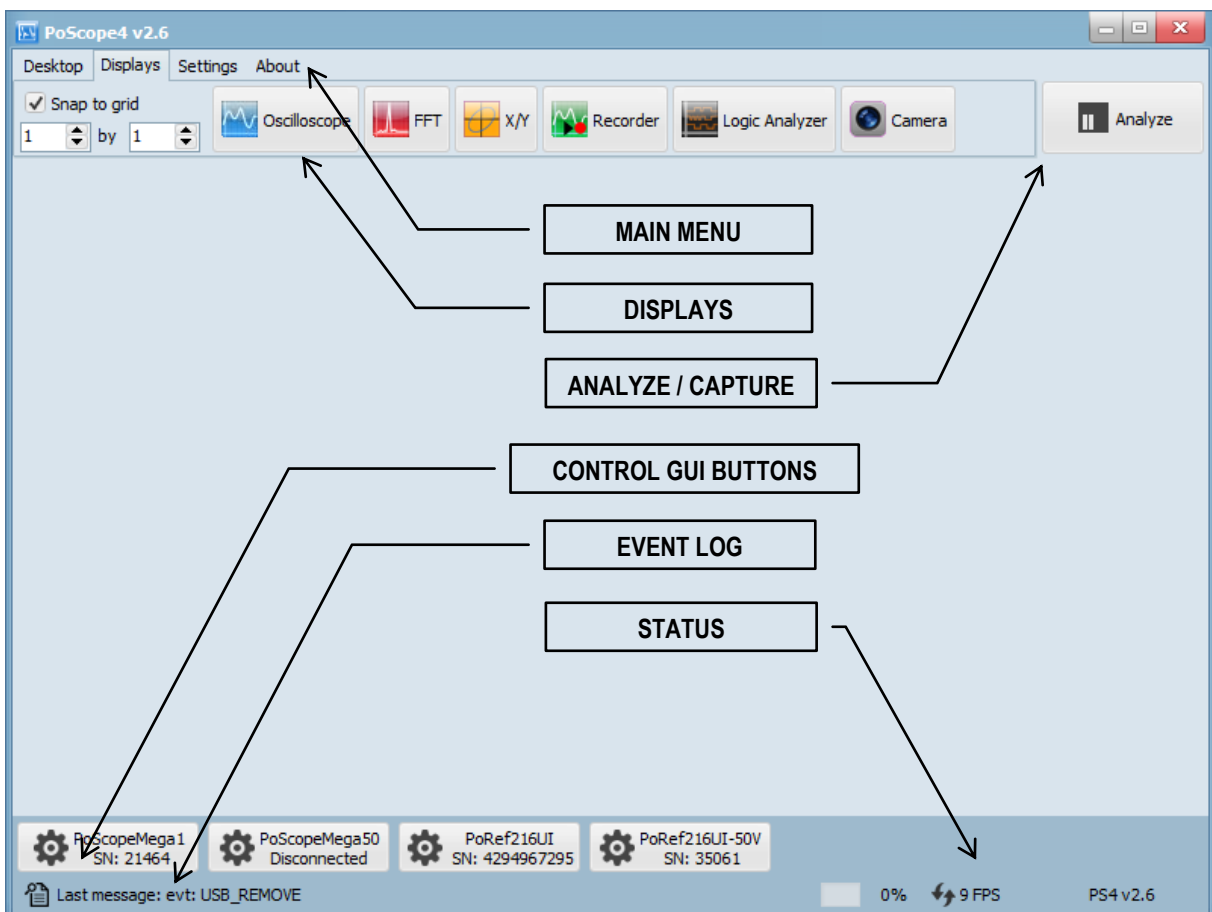 PoScope4 v2.6
Desktop Displays Settings About
Snap to grid
1 by 1
Oscilloscope FFT X/Y Recorder Logic Analyzer Camera Analyze
MAIN MENU
DISPLAYS
ANALYZE / CAPTURE
CONTROL GUI BUTTONS
EVENT LOG
STATUS
PoScopeMega1
SN: 21464
PoScopeMega50
Disconnected
PoRef216UI
SN: 4294967295
PoRef216UI-50V
SN: 35061
Last message: evt: USB_REMOVE 0% 9 FPS PS4 v2.6